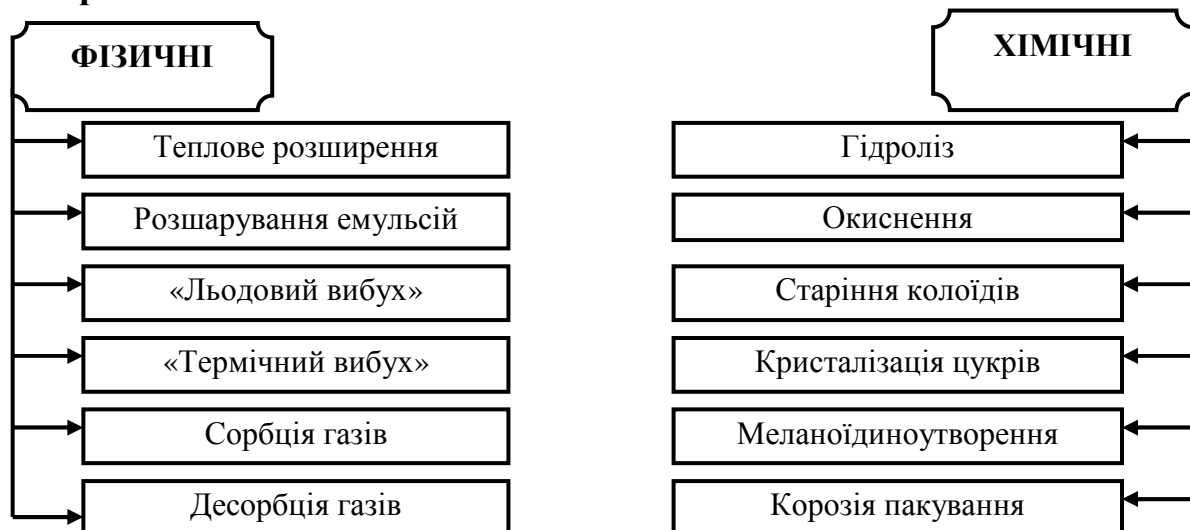 ФІЗИЧНІ
Теплове розширення
Розшарування емульсій
«Льодовий вибух»
«Термічний вибух»
Сорбція газів
Десорбція газів
ХІМІЧНІ
Гідроліз
Окиснення
Старіння колоїдів
Кристалізація цукрів
Меланоїдиноутворення
Корозія пакування